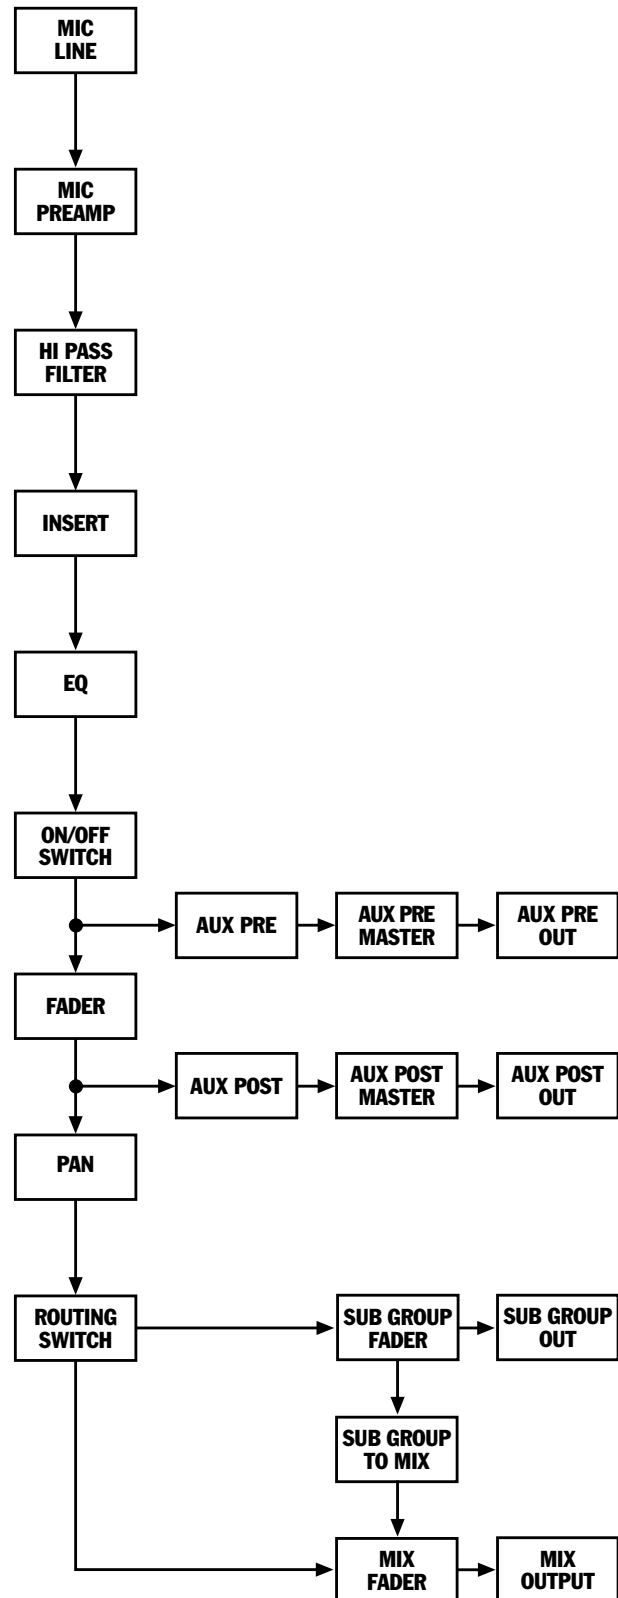 MIC
LINE
MIC
PREAMP
HI PASS
FILTER
INSERT
EQ
ON/OFF
SWITCH
AUX PRE
AUX PRE
MASTER
AUX PRE
OUT
FADER
AUX POST
AUX POST
MASTER
AUX POST
OUT
PAN
ROUTING
SWITCH
SUB GROUP
FADER
SUB GROUP
OUT
SUB GROUP
TO MIX
MIX
FADER
MIX
OUTPUT